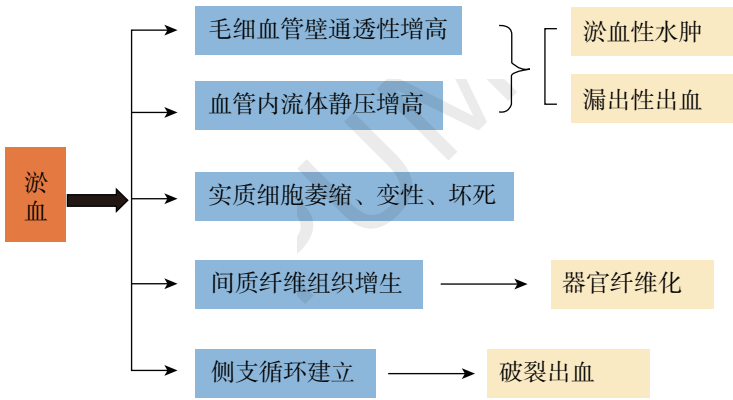 毛细血管壁通透性增高
淤血性水肿
血管内流体静压增高
漏出性出血
淤
血
实质细胞萎缩、变性、坏死
间质纤维组织增生
器官纤维化
侧支循环建立
破裂出血